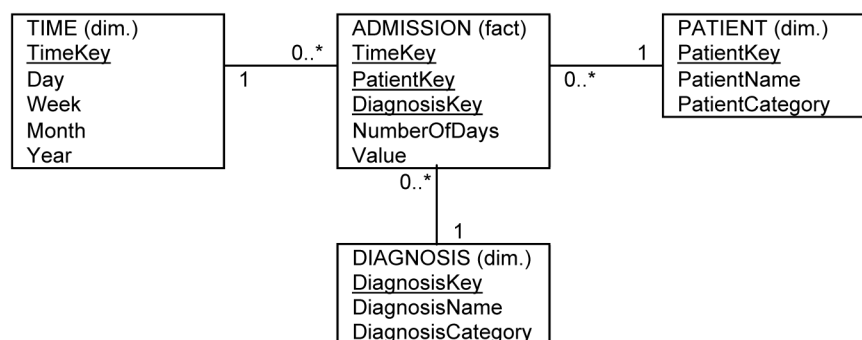 TIME (dim.)
TimeKey
Day
Week
Month
Year
1
0..*
ADMISSION (fact)
TimeKey
PatientKey
DiagnosisKey
NumberOfDays
Value
1
0..*
PATIENT (dim.)
PatientKey
PatientName
PatientCategory
0..*
1
DIAGNOSIS (dim.)
DiagnosisKey
DiagnosisName
DiagnosisCategory